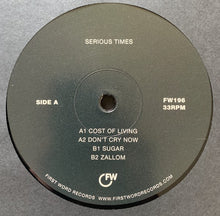 SERIOUS TIMES
SIDE A
FW196
33RPM
A1 COST OF LIVING
A2 DON'T CRY NOW
B1 SUGAR
B2 ZALLOM
FW
FIRST WORD RECORDS · WWW.FIRSTWORDRECORDS.COM